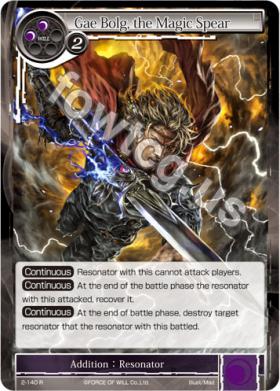 Gae Bolg, the Magic Spear
WILL
2
fowtcg.us
Continuous Resonator with this cannot attack players.
Continuous At the end of the battle phase the resonator
with this attacked, recover it.
Continuous At the end of battle phase, destroy target
resonator that the resonator with this battled.
2-140 R
©FORCE OF WILL Co.,Ltd.
Illust/Mad
Addition : Resonator